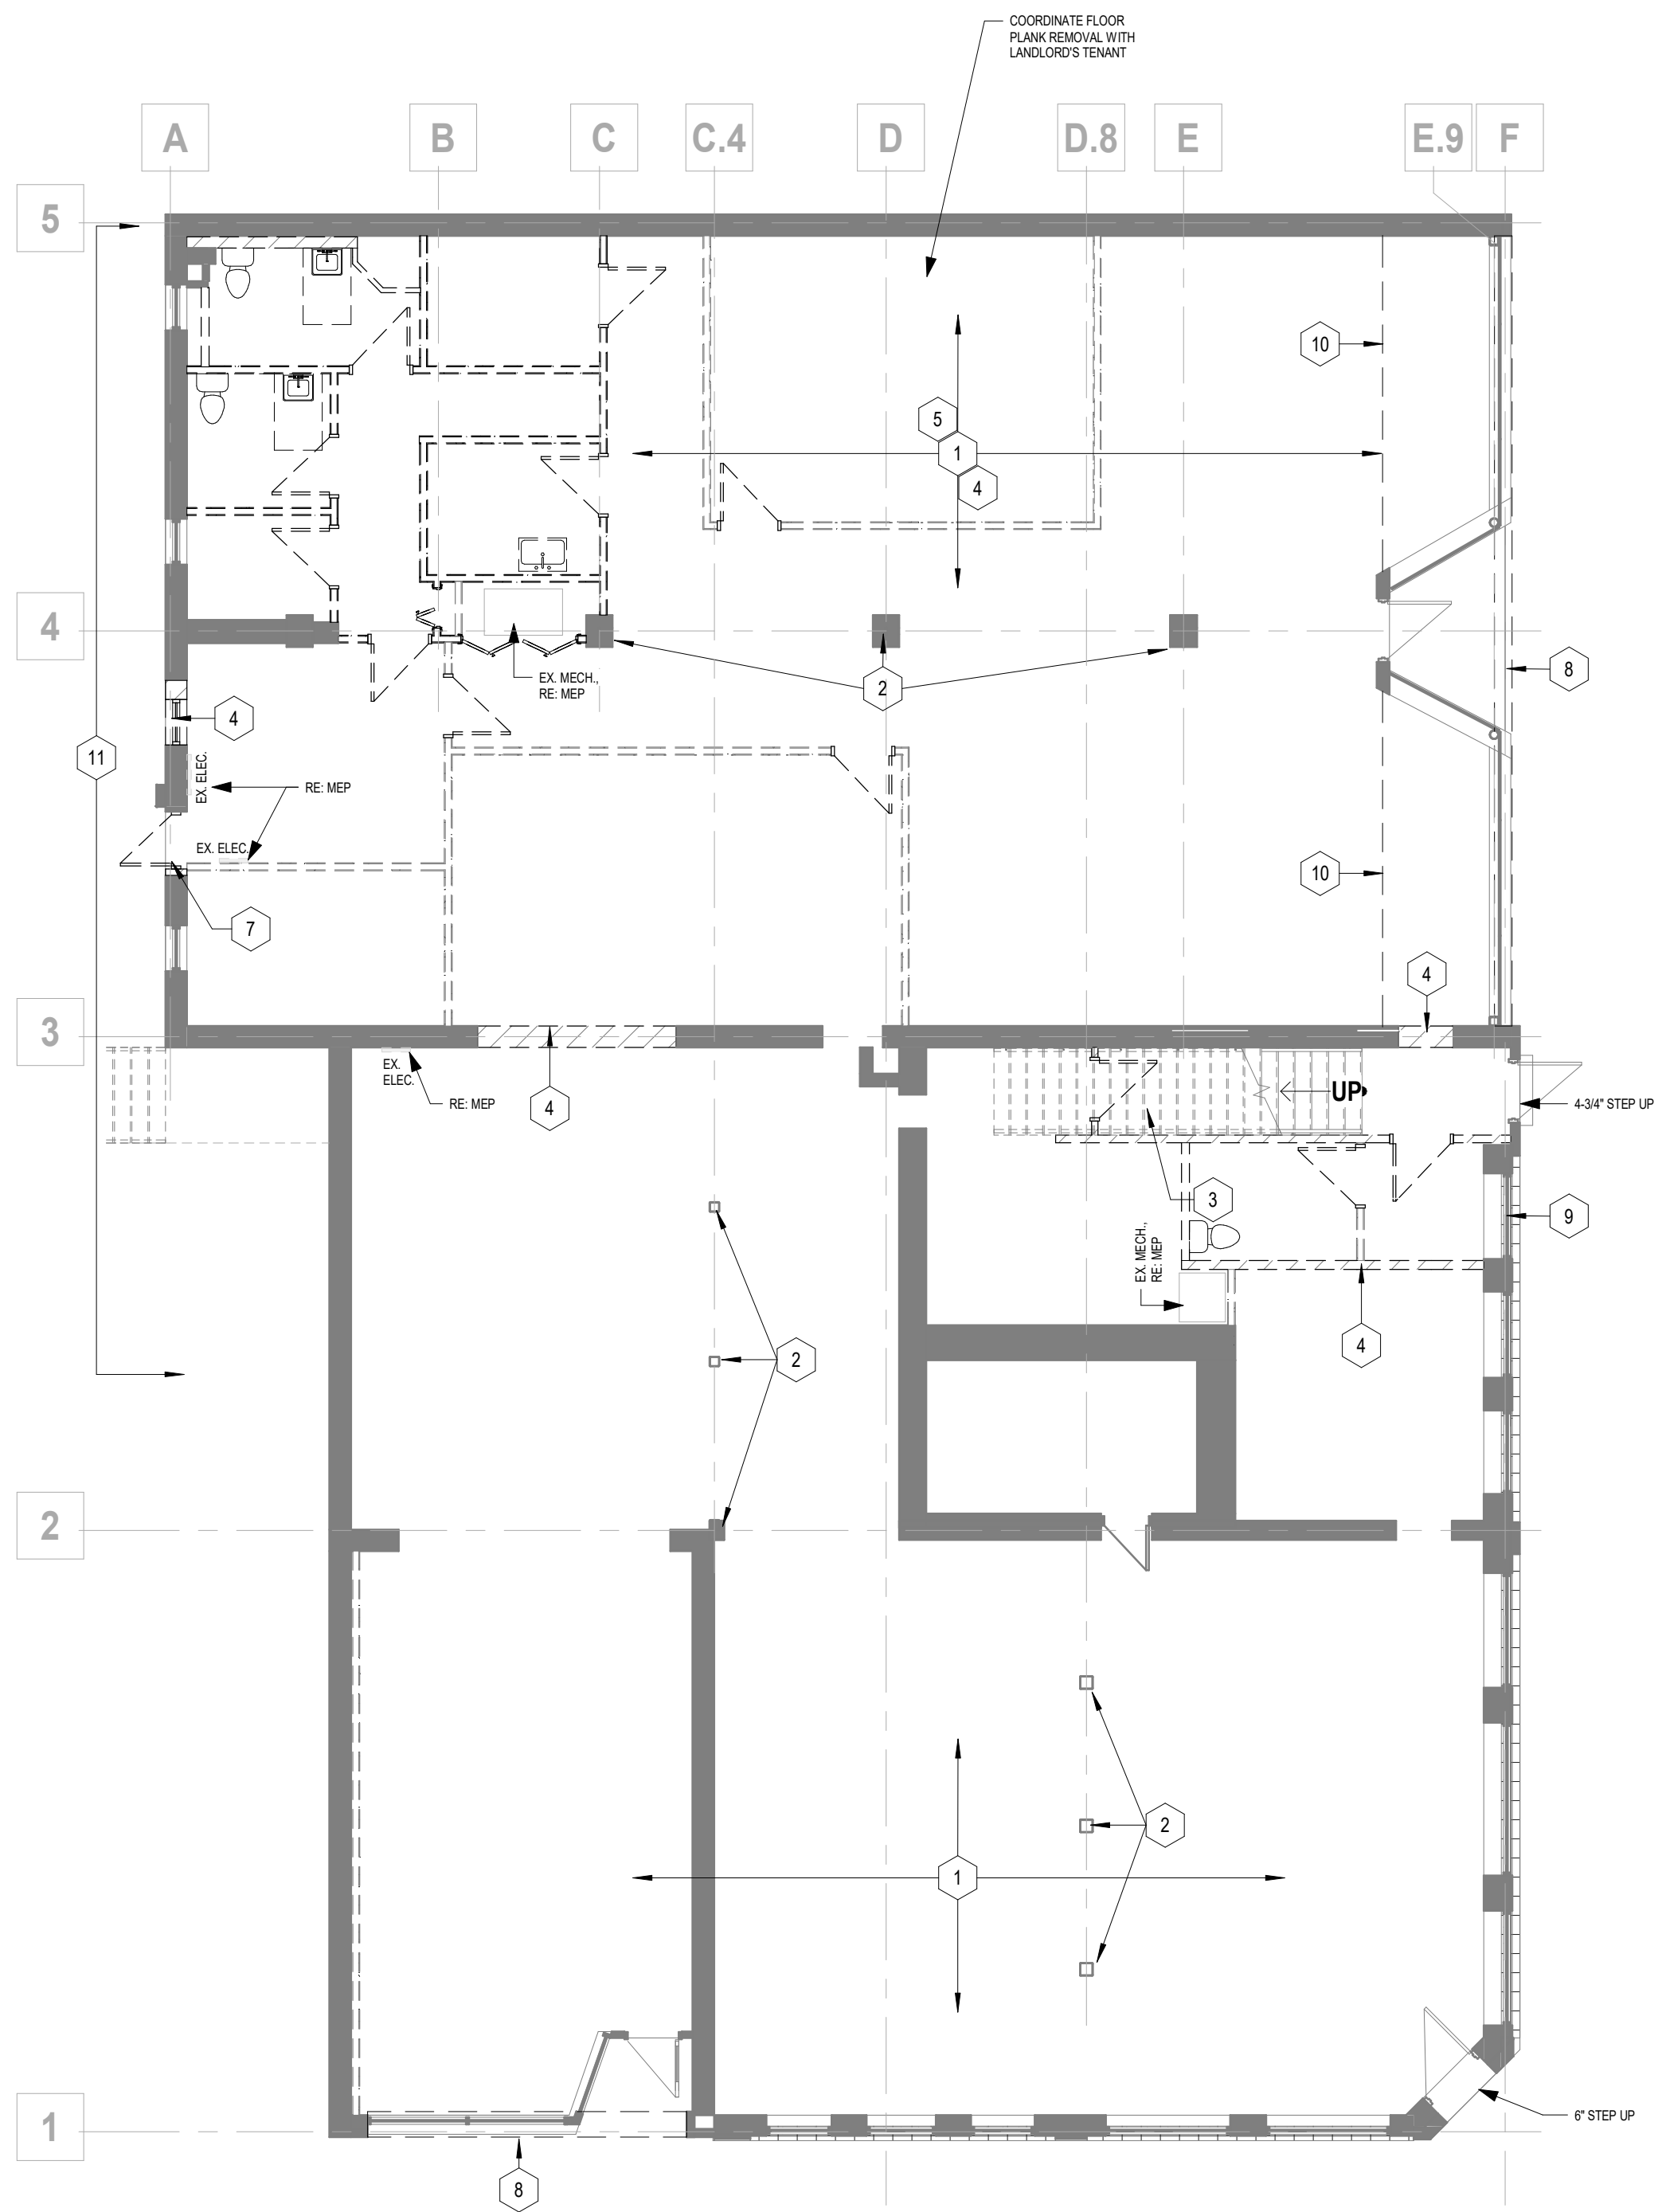 COORDINATE FLOOR
PLANK REMOVAL WITH
LANDLORD'S TENANT
A
B
C
C.4
D
D.8
E
E.9
F
5
10
5
1
4
4
2
8
EX. MECH.,
RE: MEP
4
11
EX. ELEC.
RE: MEP
EX. ELEC.
10
7
4
3
EX.
ELEC.
RE: MEP
4
UP
4-3/4" STEP UP
3
9
EX. MECH.,
RE: MEP
4
2
2
2
1
1
6" STEP UP
8